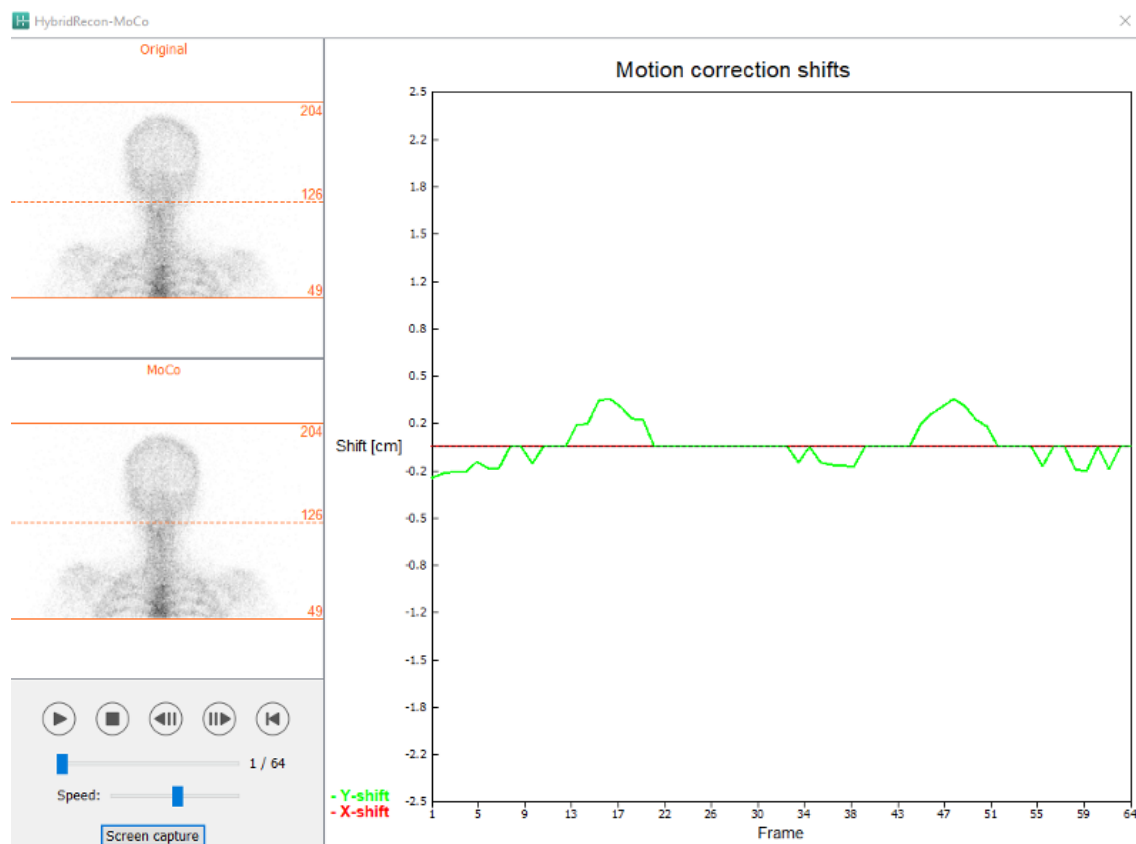 HybridRecon-MoCo
Original
204
126
49
MoCo
204
126
49
1 / 64
Speed:
Screen capture
Motion correction shifts
2.5
2.2
1.8
1.5
1.2
0.8
0.5
0.2
Shift [cm]
-0.2
-0.5
-0.8
-1.2
-1.5
-1.8
-2.2
-2.5
- Y-shift
- X-shift
1 5 9 13 17 22 26 30 34 38 43 47 51 55 59 64
Frame